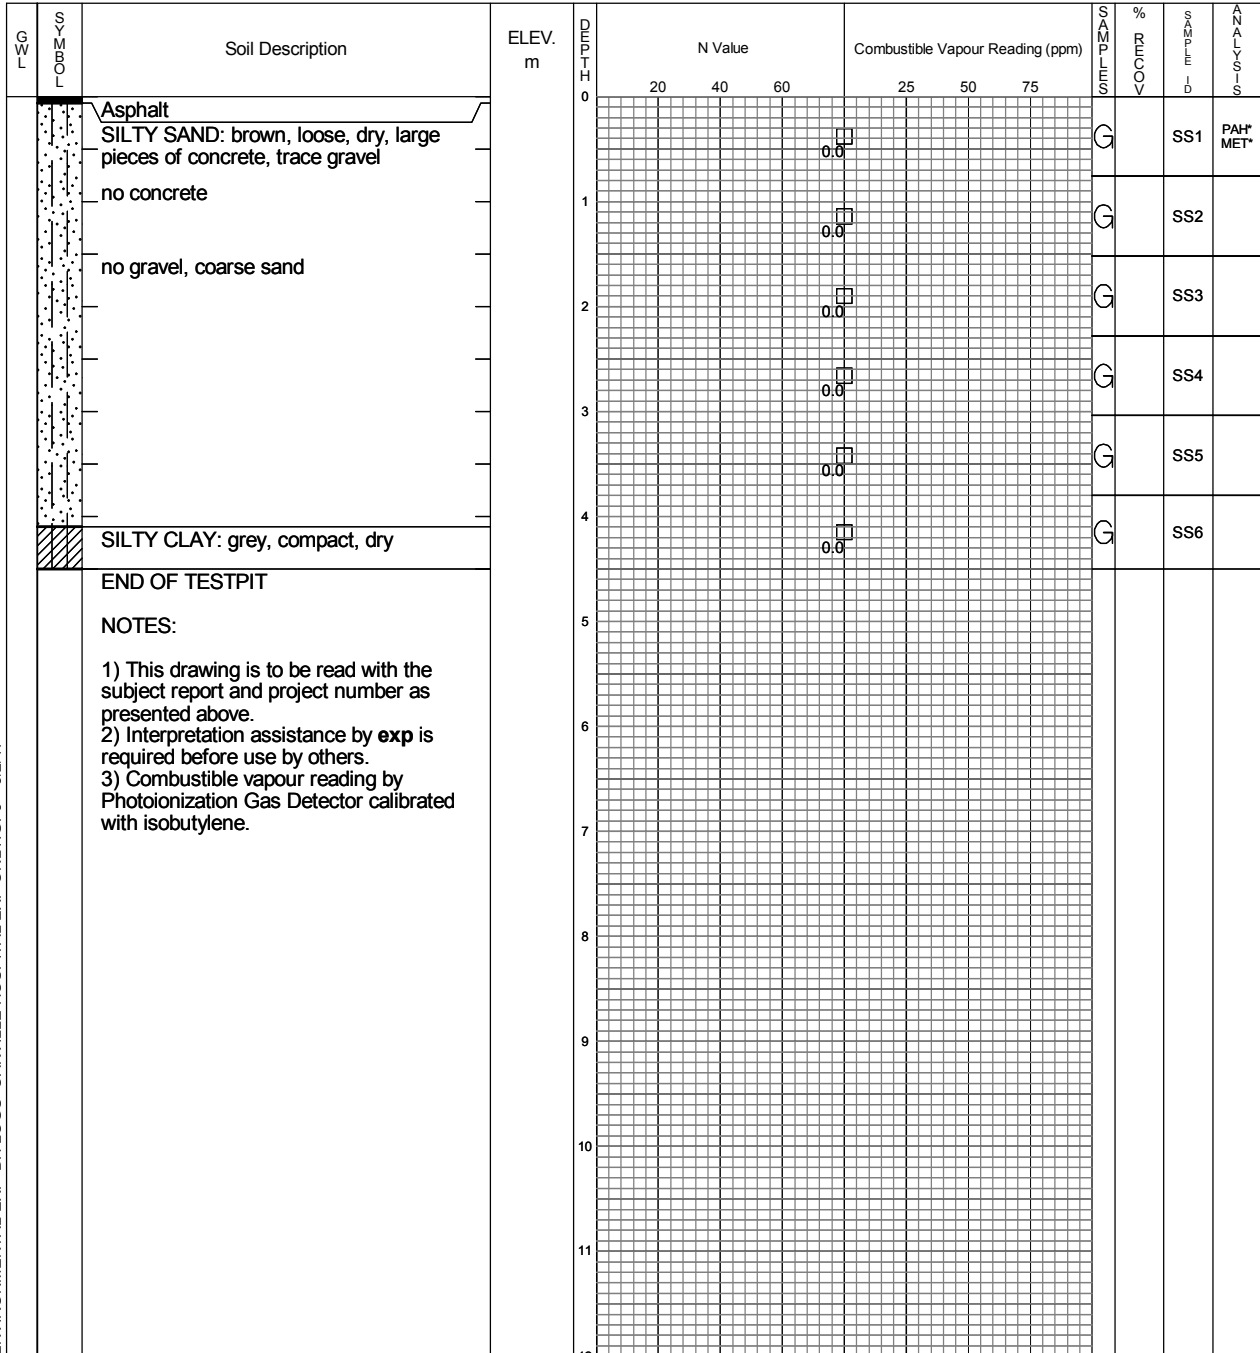 GWL
SYMBOL
Soil Description
ELEV.
m
DEPTH
N Value
Combustible Vapour Reading (ppm)
SAMPLES
% RECOV
SAMPLE ID
ANALYSIS
20 40 60 25 50 75
0
Asphalt
SILTY SAND: brown, loose, dry, large
pieces of concrete, trace gravel
0.0
G
SS1
PAH*
MET*
no concrete
1
0.0
G
SS2
no gravel, coarse sand
2
0.0
G
SS3
0.0
G
SS4
3
0.0
G
SS5
4
SILTY CLAY: grey, compact, dry
0.0
G
SS6
END OF TESTPIT
NOTES:
5
1) This drawing is to be read with the
subject report and project number as
presented above.
2) Interpretation assistance by exp is
required before use by others.
3) Combustible vapour reading by
Photoionization Gas Detector calibrated
with isobutylene.
6
7
8
9
10
11